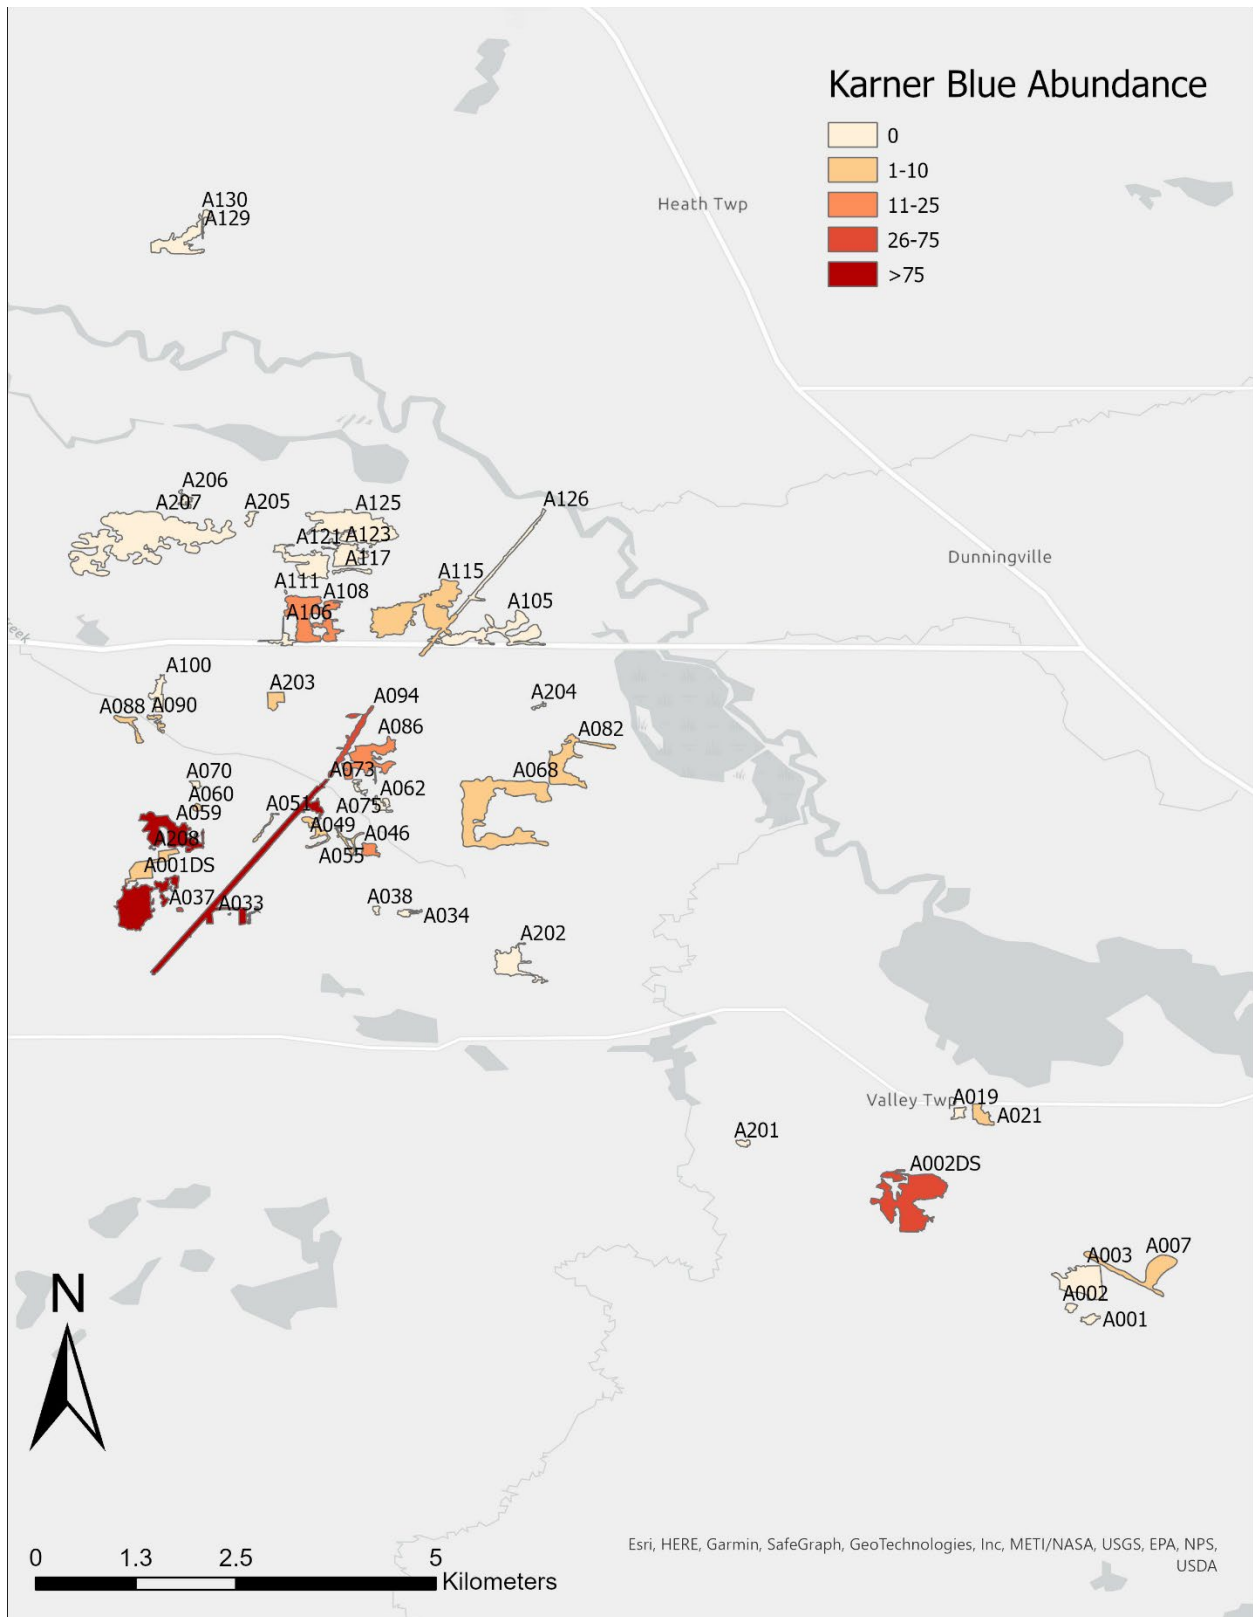 Karner Blue Abundance
0
1-10
11-25
26-75
>75
A130
A129
Heath Twp
A206
A207
A205
A125
A126
A121
A123
A117
Dunningville
A115
A111
A108
A106
A105
reek
A100
A203
A094
A204
A088
A090
A086
A082
A070
A073
A068
A060
A062
A059
A051
A075
A049
A046
A208
A055
A001DS
A037
A033
A038
A034
A202
Valley Twp
A019
A021
A201
A002DS
A003
A007
A002
A001
N
0
1.3
2.5
5
Kilometers
Esri, HERE, Garmin, SafeGraph, GeoTechnologies, Inc, METI/NASA, USGS, EPA, NPS,
USDA